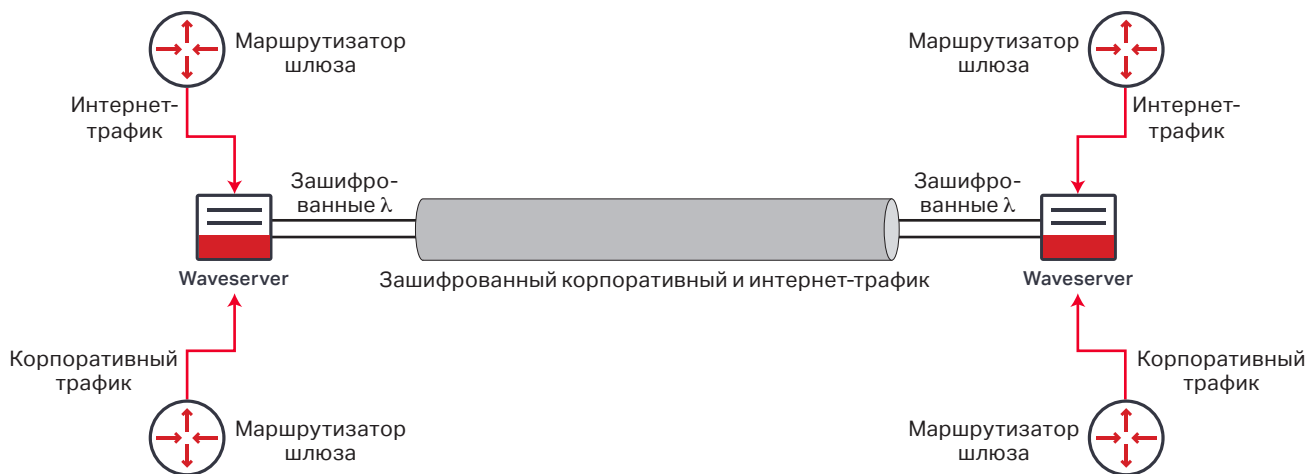 Маршрутизатор
шлюза
Маршрутизатор
шлюза
Интернет-
трафик
Интернет-
трафик
Зашифро-
ванные λ
Зашифро-
ванные λ
Waveserver
Зашифрованный корпоративный и интернет-трафик
Waveserver
Корпоративный
трафик
Корпоративный
трафик
Маршрутизатор
шлюза
Маршрутизатор
шлюза